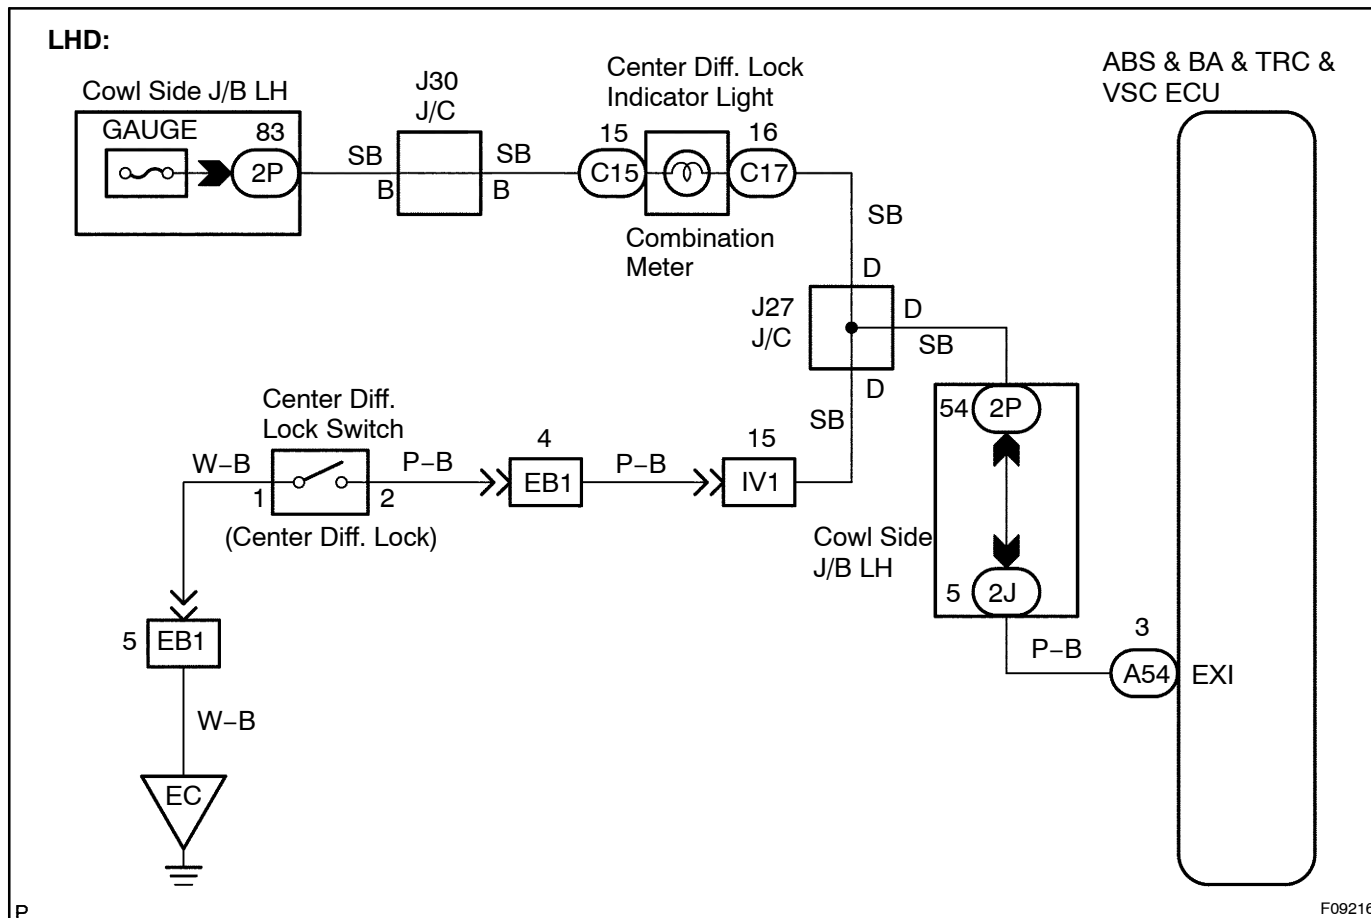 LHD:
Cowl Side J/B LH
GAUGE
83
2P
SB
B
J30
J/C
SB
B
Center Diff. Lock
Indicator Light
15
C15
16
C17
Combination
Meter
SB
D
J27
J/C
D
SB
D
SB
ABS & BA & TRC &
VSC ECU
54
2P
Cowl Side
J/B LH
5
2J
P–B
3
A54
EXI
Center Diff.
Lock Switch
W–B
1
2
P–B
(Center Diff. Lock)
4
EB1
P–B
15
IV1
5
EB1
W–B
EC
P
F09216